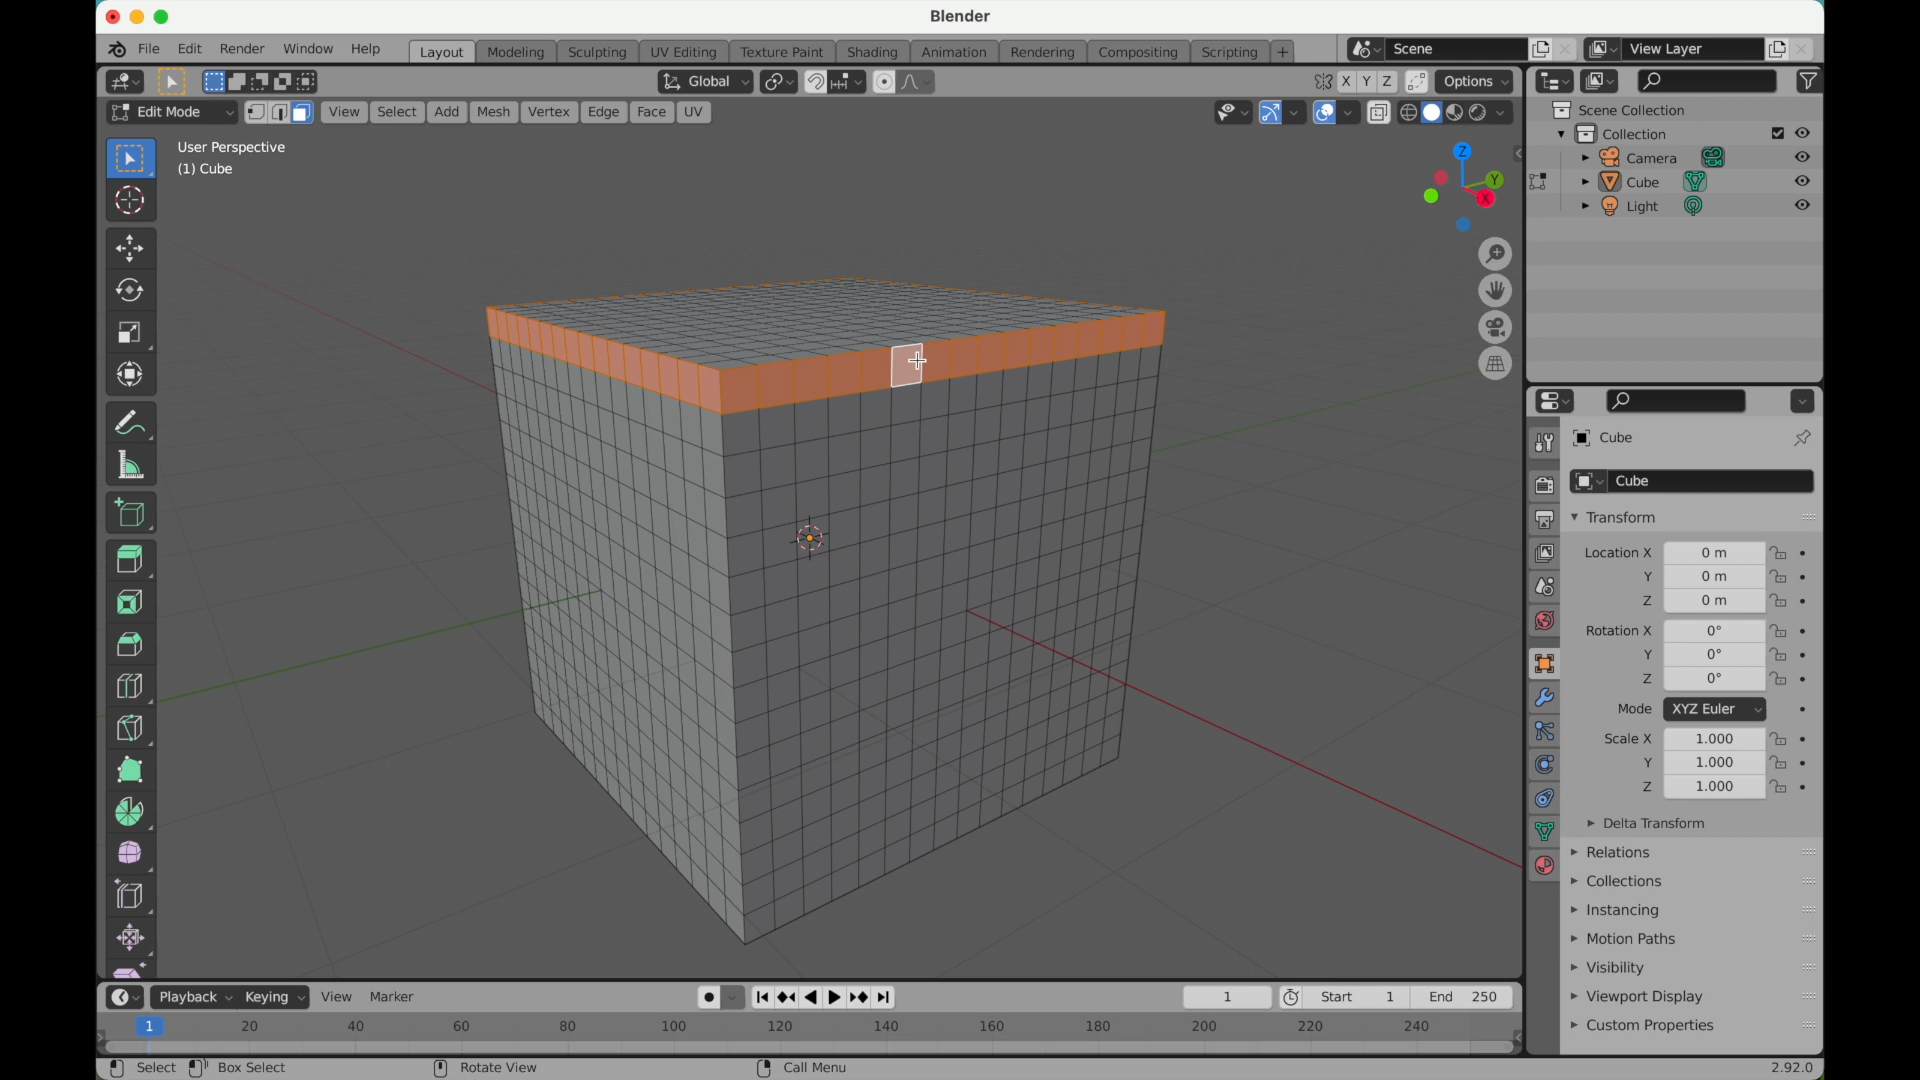 Blender
File Edit Render Window Help Layout Modeling Sculpting UV Editing Texture Paint Shading Animation Rendering Compositing Scripting + Scene View Layer
Global X Y Z Options
Edit Mode View Select Add Mesh Vertex Edge Face UV
User Perspective
(1) Cube
Z
Y
X
Scene Collection
Collection
Camera
Cube
Light
Cube
Cube
Transform
Location X 0 m
Y 0 m
Z 0 m
Rotation X 0°
Y 0°
Z 0°
Mode XYZ Euler
Scale X 1.000
Y 1.000
Z 1.000
Delta Transform
Relations
Collections
Instancing
Motion Paths
Visibility
Viewport Display
Custom Properties
Playback Keying View Marker 1 Start 1 End 250
1 20 40 60 80 100 120 140 160 180 200 220 240
Select Box Select Rotate View Call Menu 2.92.0